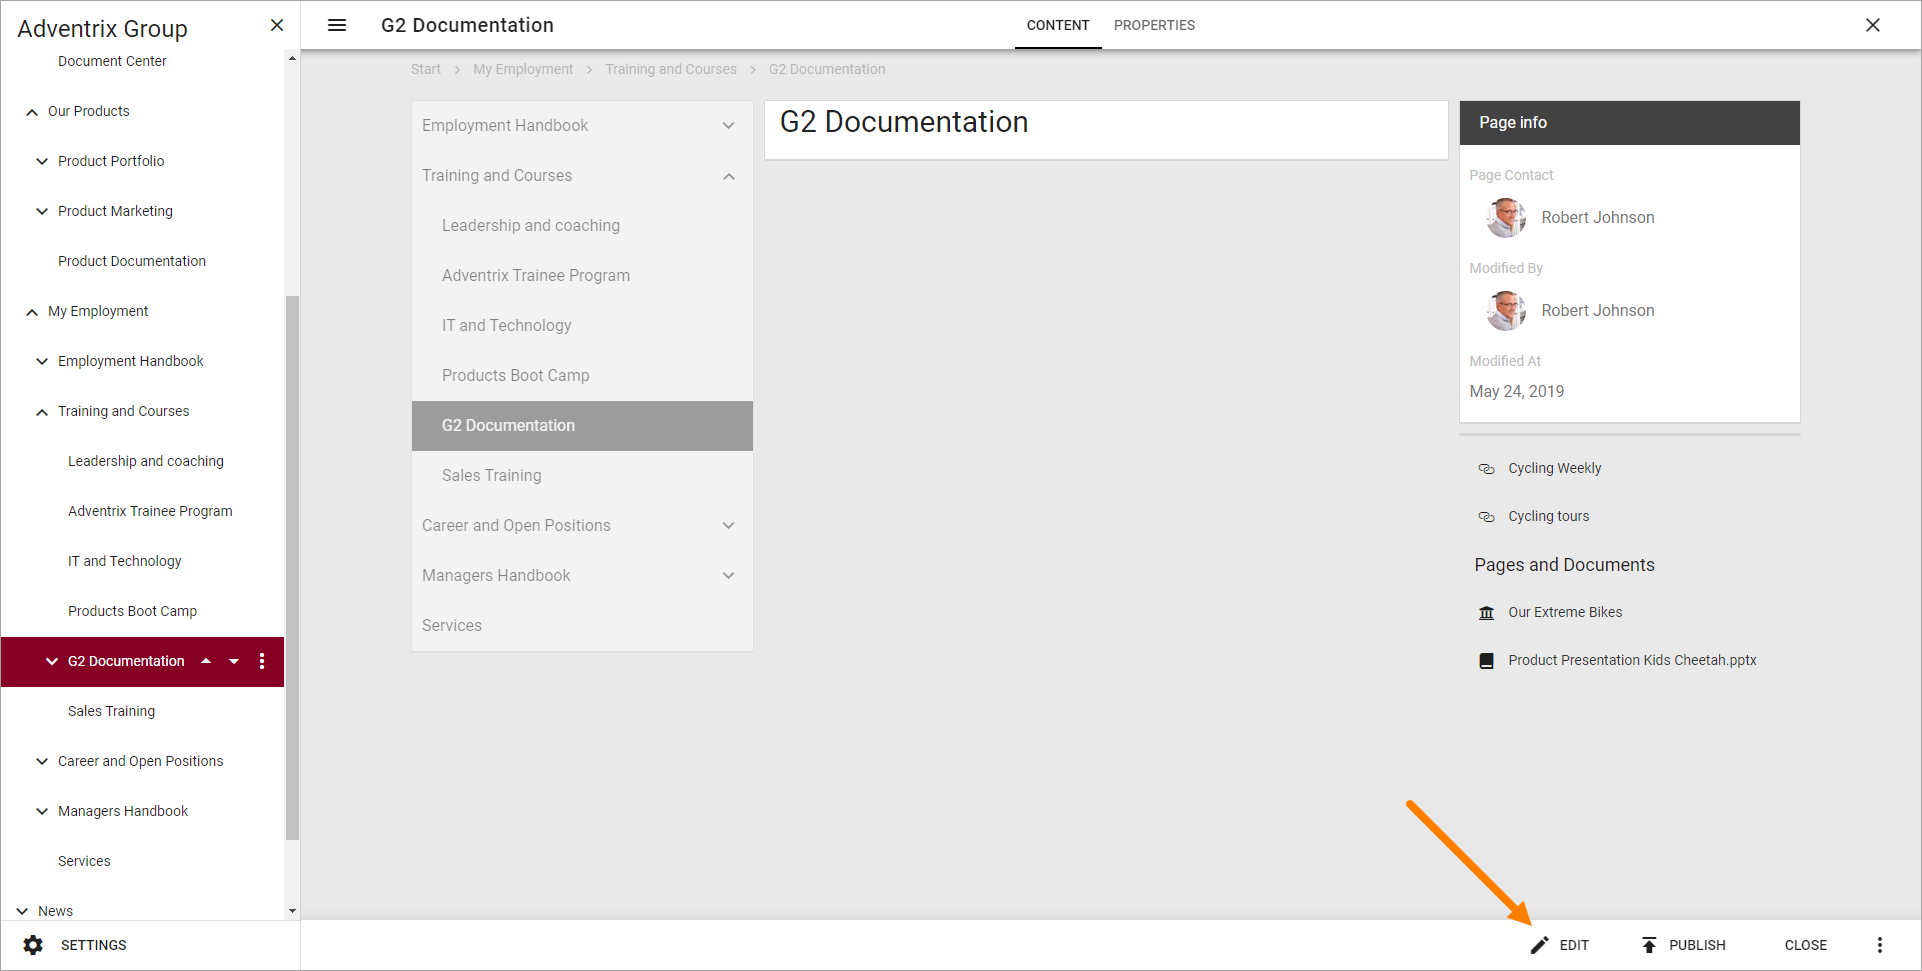 Adventrix Group
Document Center
Our Products
Product Portfolio
Product Marketing
Product Documentation
My Employment
Employment Handbook
Training and Courses
Leadership and coaching
Adventrix Trainee Program
IT and Technology
Products Boot Camp
G2 Documentation
Sales Training
Career and Open Positions
Managers Handbook
Services
News
SETTINGS
G2 Documentation
CONTENT PROPERTIES
Start My Employment Training and Courses G2 Documentation
Employment Handbook
Training and Courses
Leadership and coaching
Adventrix Trainee Program
IT and Technology
Products Boot Camp
G2 Documentation
Sales Training
Career and Open Positions
Managers Handbook
Services
G2 Documentation
Page info
Page Contact
Robert Johnson
Modified By
Robert Johnson
Modified At
May 24, 2019
Cycling Weekly
Cycling tours
Pages and Documents
Our Extreme Bikes
Product Presentation Kids Cheetah.pptx
EDIT PUBLISH CLOSE